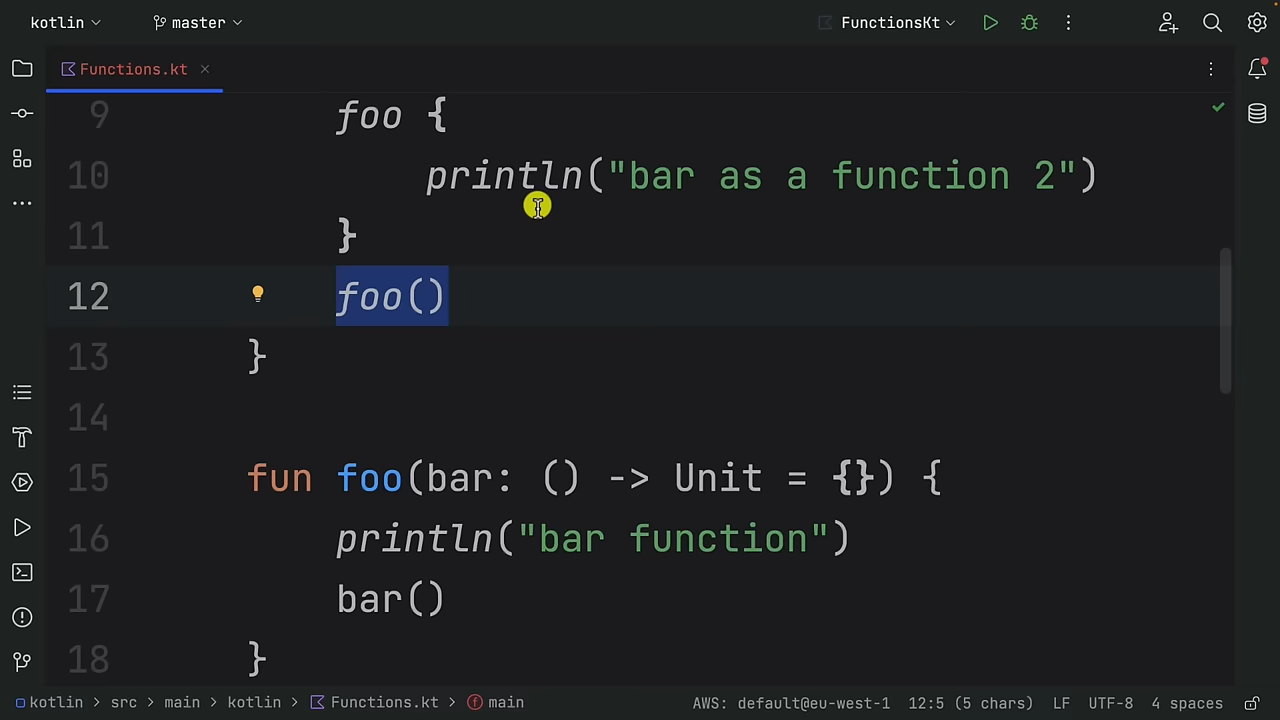 kotlin master FunctionsKt
Functions.kt
9 foo {
10 println("bar as a function 2")
11 }
12 foo()
13 }
14
15 fun foo(bar: () -> Unit = {}) {
16 println("bar function")
17 bar()
18 }
kotlin > src > main > kotlin > Functions.kt > main AWS: default@eu-west-1 12:5 (5 chars) LF UTF-8 4 spaces